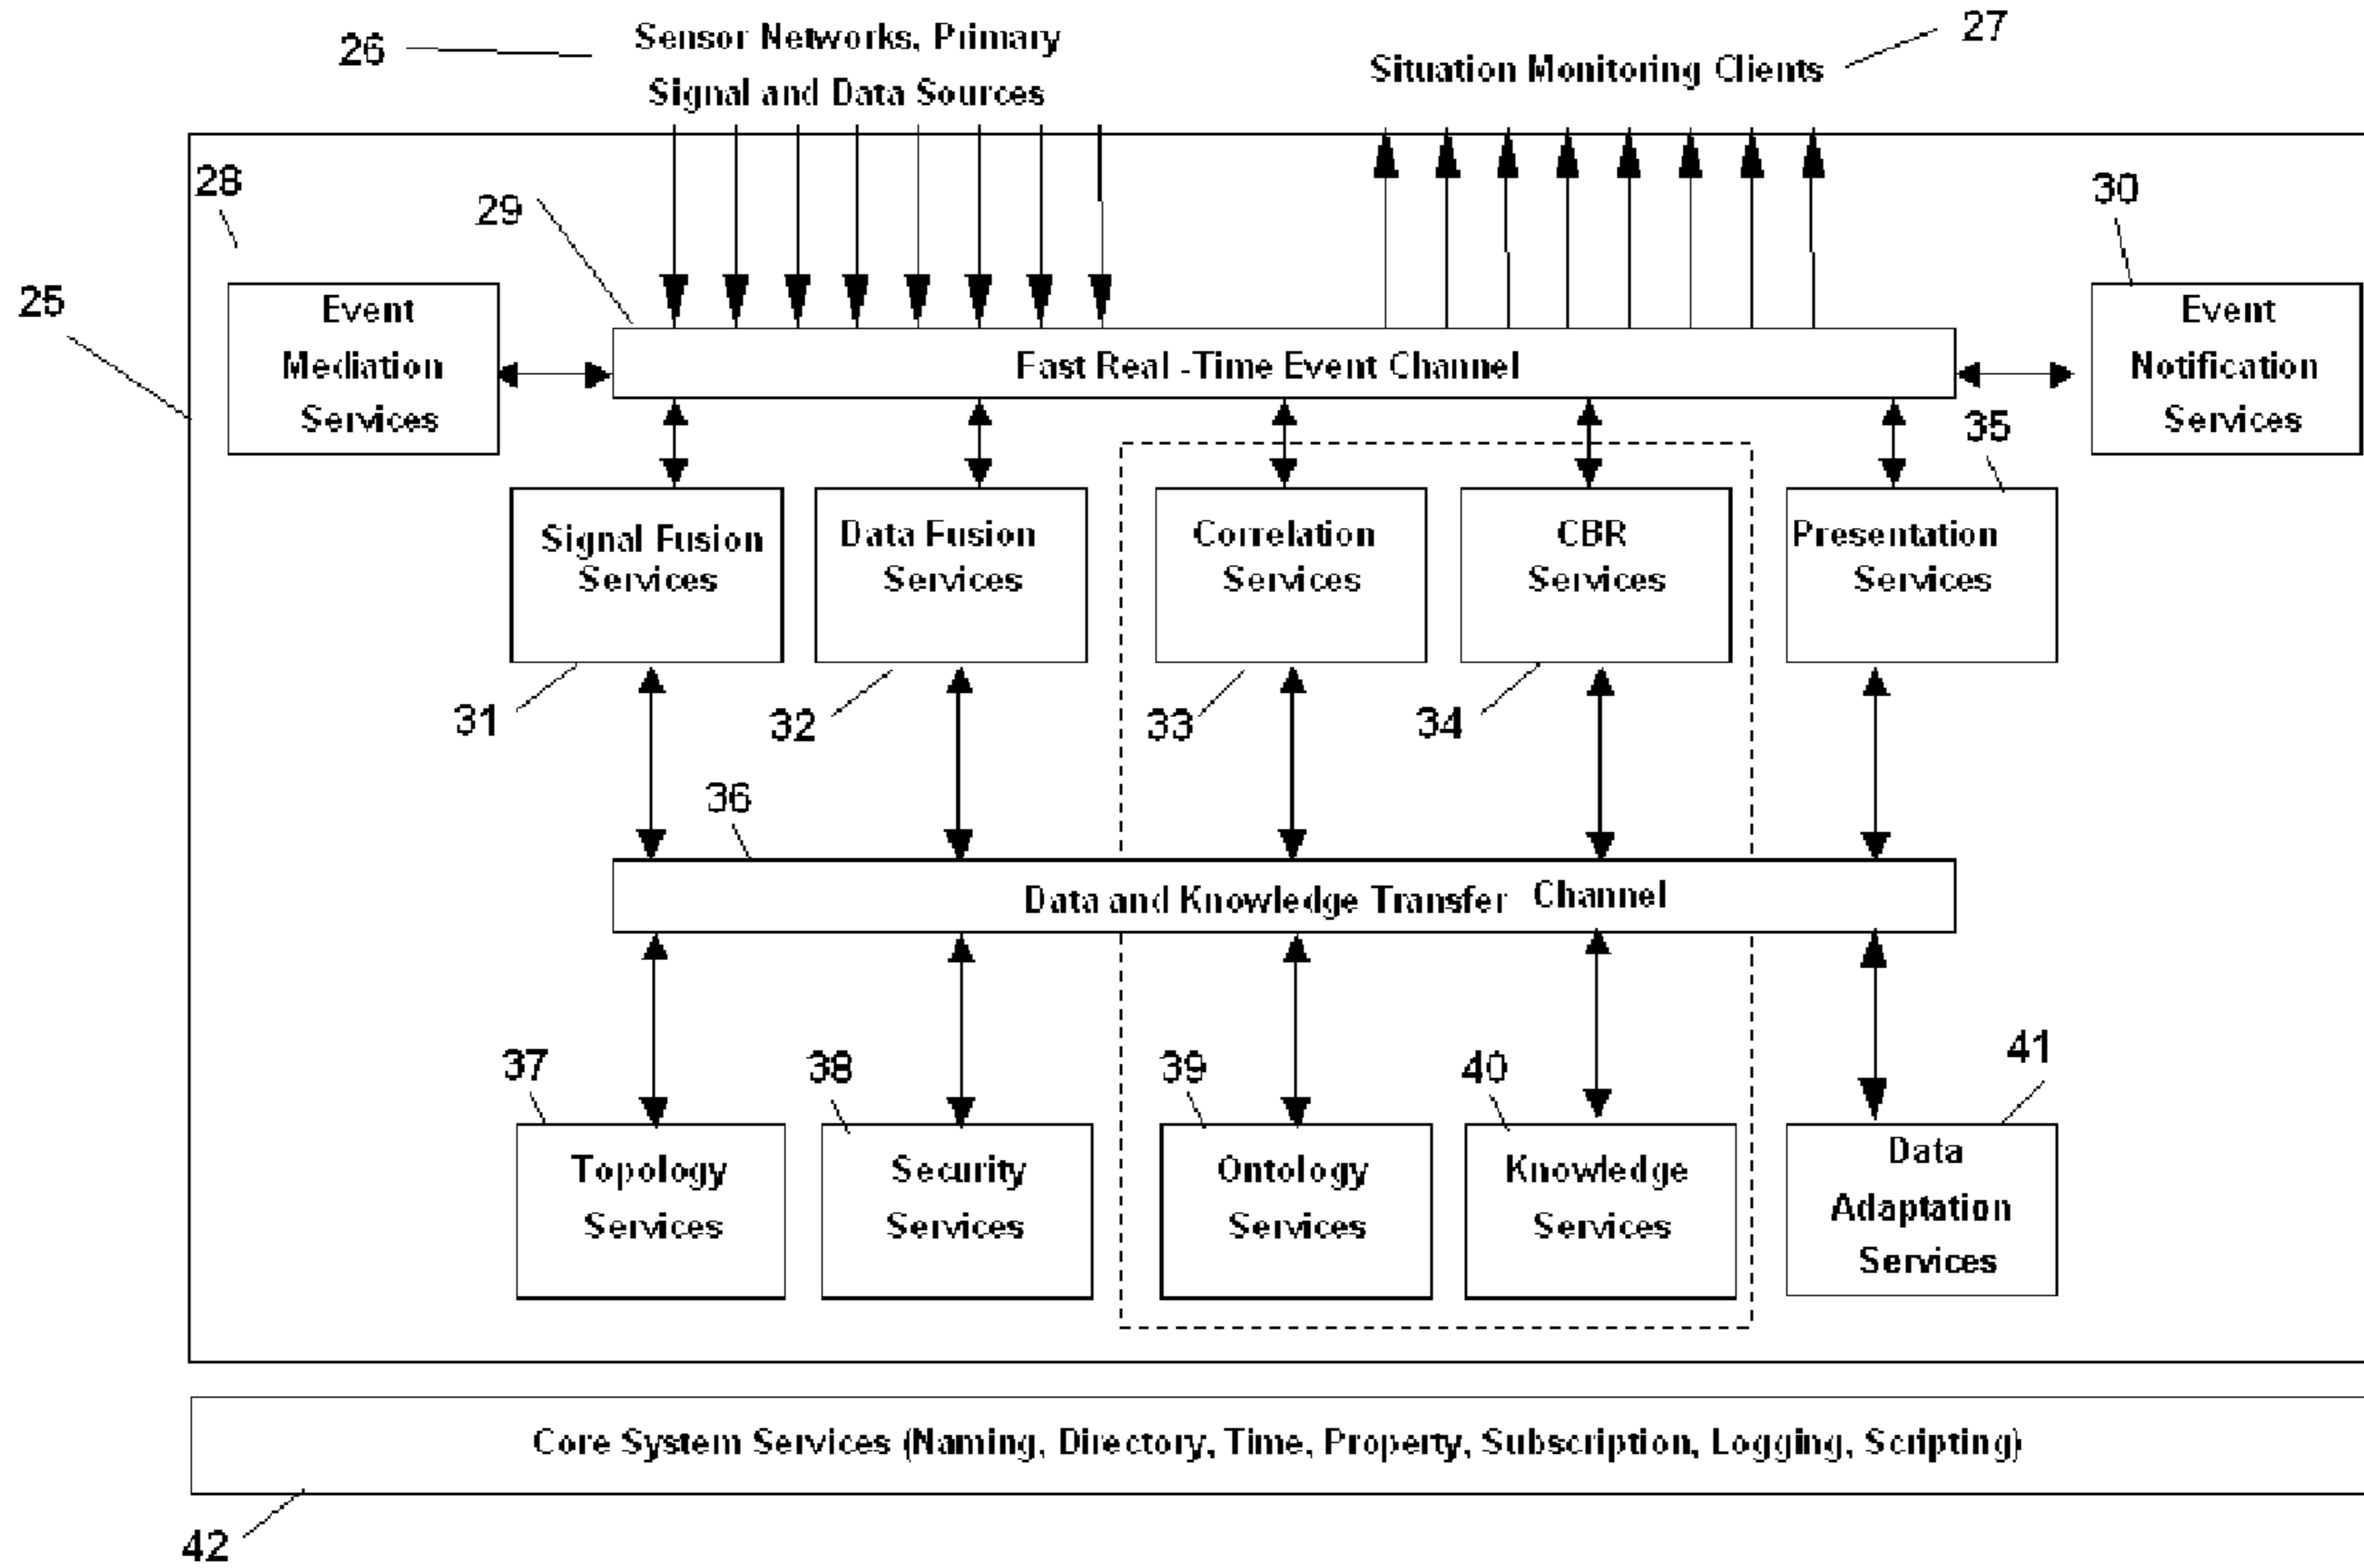 26
Sensor Networks, Primary
Signal and Data Sources
Situation Monitoring Clients
27
28
29
30
25
Event
Mediation
Services
Fast Real -Time Event Channel
Event
Notification
Services
35
Signal Fusion
Services
Data Fusion
Services
Correlation
Services
CBR
Services
Presentation
Services
31
32
33
34
36
Data and Knowledge Transfer Channel
37
38
39
40
41
Topology
Services
Security
Services
Ontology
Services
Knowledge
Services
Data
Adaptation
Services
Core System Services (Naming, Directory, Time, Property, Subscription, Logging, Scripting)
42